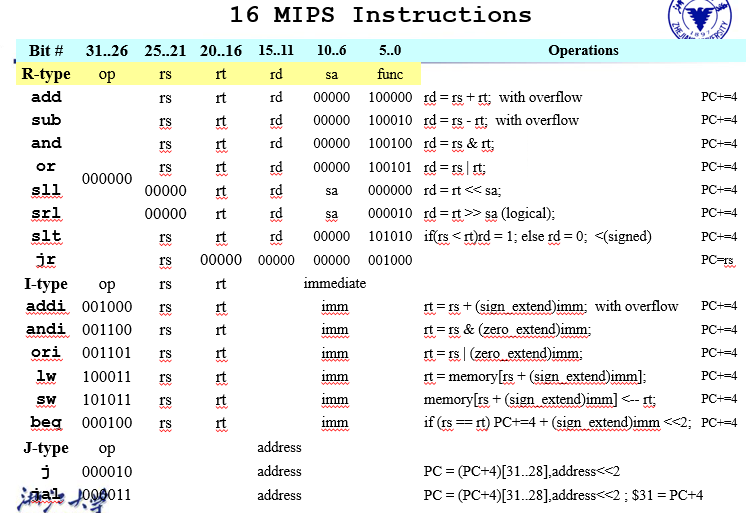 16 MIPS Instructions
Bit # 31..26 25..21 20..16 15..11 10..6 5..0 Operations
R-type op rs rt rd sa func
add rs rt rd 00000 100000 rd = rs + rt; with overflow PC+=4
sub rs rt rd 00000 100010 rd = rs - rt; with overflow PC+=4
and rs rt rd 00000 100100 rd = rs & rt; PC+=4
or rs rt rd 00000 100101 rd = rs | rt; PC+=4
000000
sll 00000 rt rd sa 000000 rd = rt << sa; PC+=4
srl 00000 rt rd sa 000010 rd = rt >> sa (logical); PC+=4
slt rs rt rd 00000 101010 if(rs < rt)rd = 1; else rd = 0; <(signed) PC+=4
jr rs 00000 00000 00000 001000 PC=rs
I-type op rs rt immediate
addi 001000 rs rt imm rt = rs + (sign_extend)imm; with overflow PC+=4
andi 001100 rs rt imm rt = rs & (zero_extend)imm; PC+=4
ori 001101 rs rt imm rt = rs | (zero_extend)imm; PC+=4
lw 100011 rs rt imm rt = memory[rs + (sign_extend)imm]; PC+=4
sw 101011 rs rt imm memory[rs + (sign_extend)imm] <-- rt; PC+=4
beq 000100 rs rt imm if (rs == rt) PC+=4 + (sign_extend)imm <<2; PC+=4
J-type op address
j 000010 address PC = (PC+4)[31..28],address<<2
jal 000011 address PC = (PC+4)[31..28],address<<2 ; $31 = PC+4
浙江大学